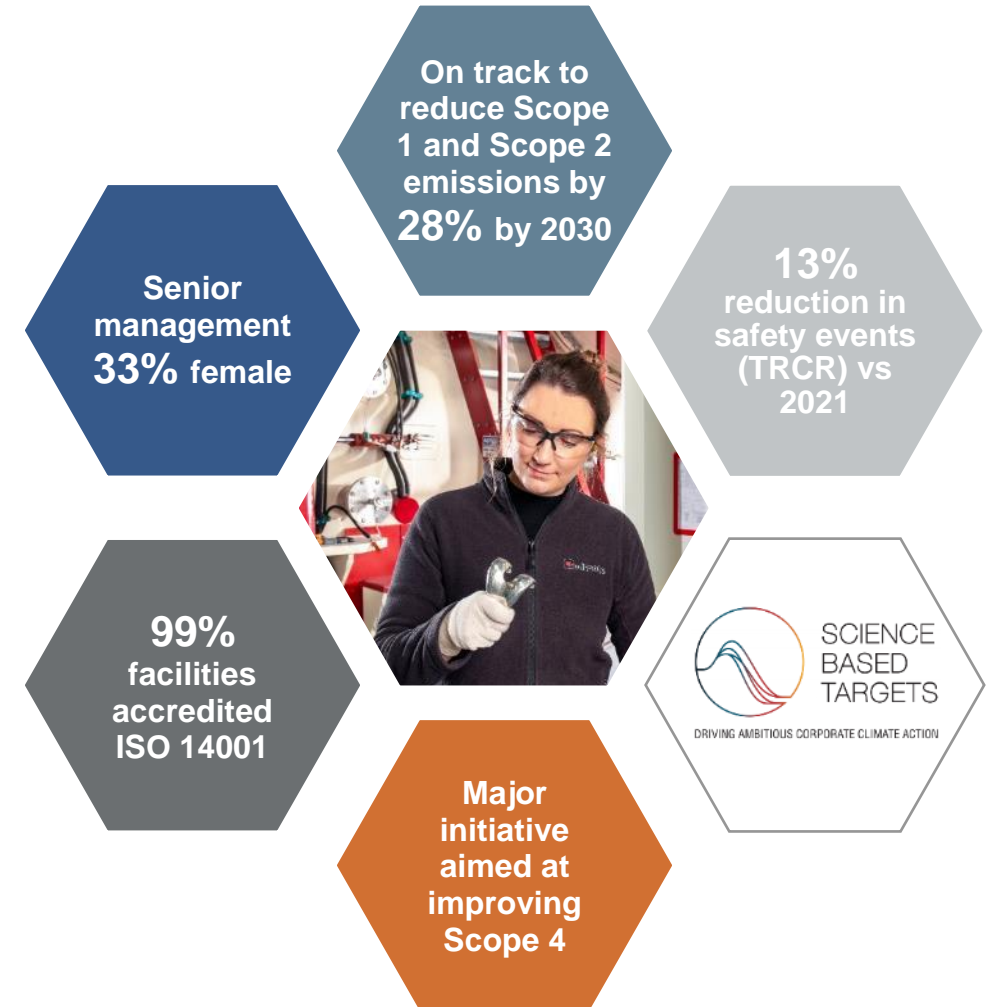 On track to
reduce Scope
1 and Scope 2
emissions by
28% by 2030
Senior
management
33% female
13%
reduction in
safety events
(TRCR) vs
2021
99%
facilities
accredited
ISO 14001
SCIENCE
BASED
TARGETS
DRIVING AMBITIOUS CORPORATE CLIMATE ACTION
Major
initiative
aimed at
improving
Scope 4